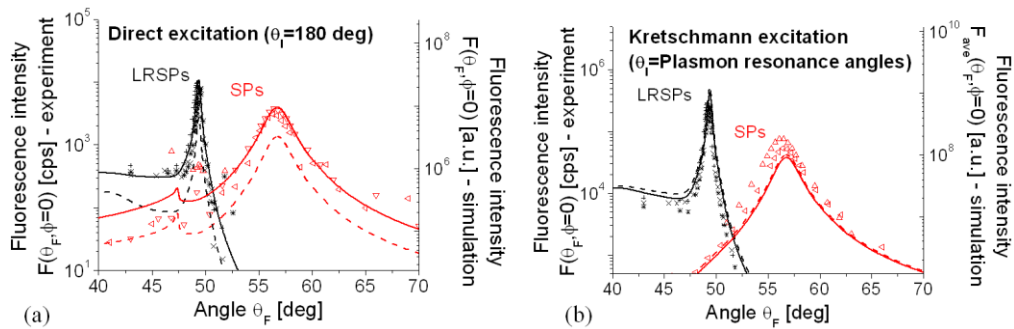 Direct excitation (θI=180 deg)
LRSPs
SPs
Fluorescence intensity
F(θF,ϕ=0) [cps] - experiment
10^5
10^3
10^1
10^8
10^6
Fluorescence intensity
F(θF,ϕ=0) [a.u.] - simulation
40 45 50 55 60 65 70
Angle θF [deg]
(a)
Kretschmann excitation
(θI=Plasmon resonance angles)
LRSPs
SPs
Fluorescence intensity
F(θF,ϕ=0) [cps] - experiment
10^6
10^4
10^10
10^8
Fluorescence intensity
Fave(θF,ϕ=0) [a.u.] - simulation
40 45 50 55 60 65 70
Angle θF [deg]
(b)